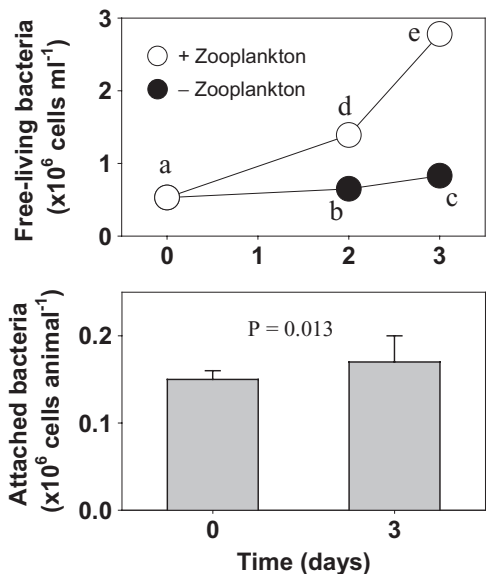 Free-living bacteria
(x10⁶ cells ml⁻¹)
3
2
1
0
+ Zooplankton
– Zooplankton
a
b
c
d
e
0 1 2 3
Attached bacteria
(x10⁶ cells animal⁻¹)
0.2
0.1
0.0
P = 0.013
0 3
Time (days)